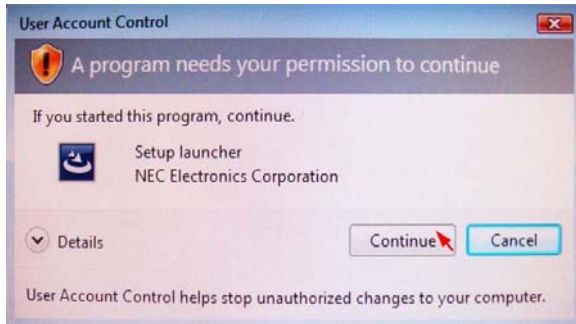 User Account Control
A program needs your permission to continue
If you started this program, continue.
Setup launcher
NEC Electronics Corporation
Details
Continue
Cancel
User Account Control helps stop unauthorized changes to your computer.